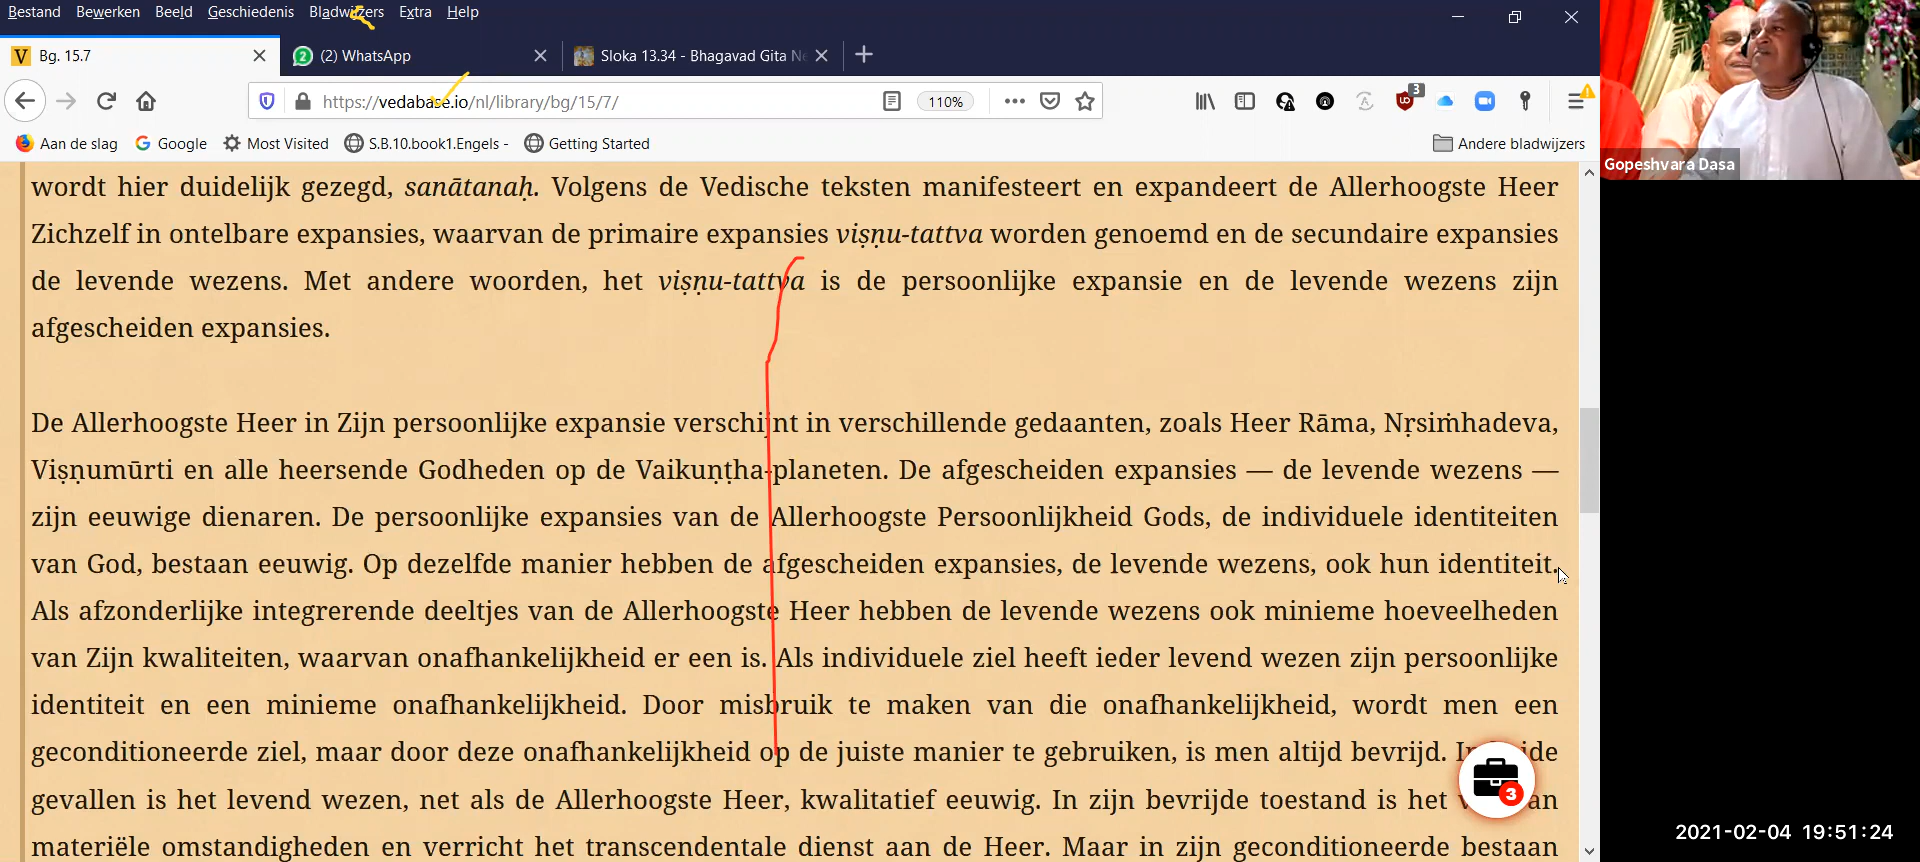 Bestand Bewerken Beeld Geschiedenis Bladwijzers Extra Help
V Bg. 15.7 (2) WhatsApp Sloka 13.34 - Bhagavad Gita Ne
https://vedabase.io/nl/library/bg/15/7/ 110% 3
Aan de slag Google Most Visited S.B.10.book1.Engels - Getting Started Andere bladwijzers
Gopeshvara Dasa
wordt hier duidelijk gezegd, sanātanaḥ. Volgens de Vedische teksten manifesteert en expandeert de Allerhoogste Heer
Zichzelf in ontelbare expansies, waarvan de primaire expansies viṣṇu-tattva worden genoemd en de secundaire expansies
de levende wezens. Met andere woorden, het viṣṇu-tattva is de persoonlijke expansie en de levende wezens zijn
afgescheiden expansies.
De Allerhoogste Heer in Zijn persoonlijke expansie verschijnt in verschillende gedaanten, zoals Heer Rāma, Nṛsiṁhadeva,
Viṣṇumūrti en alle heersende Godheden op de Vaikuṇṭha-planeten. De afgescheiden expansies — de levende wezens —
zijn eeuwige dienaren. De persoonlijke expansies van de Allerhoogste Persoonlijkheid Gods, de individuele identiteiten
van God, bestaan eeuwig. Op dezelfde manier hebben de afgescheiden expansies, de levende wezens, ook hun identiteit.
Als afzonderlijke integrerende deeltjes van de Allerhoogste Heer hebben de levende wezens ook minieme hoeveelheden
van Zijn kwaliteiten, waarvan onafhankelijkheid er een is. Als individuele ziel heeft ieder levend wezen zijn persoonlijke
identiteit en een minieme onafhankelijkheid. Door misbruik te maken van die onafhankelijkheid, wordt men een
geconditioneerde ziel, maar door deze onafhankelijkheid op de juiste manier te gebruiken, is men altijd bevrijd.
gevallen is het levend wezen, net als de Allerhoogste Heer, kwalitatief eeuwig. In zijn bevrijde toestand is het
materiële omstandigheden en verricht het transcendentale dienst aan de Heer. Maar in zijn geconditioneerde bestaan
3
2021-02-04 19:51:24